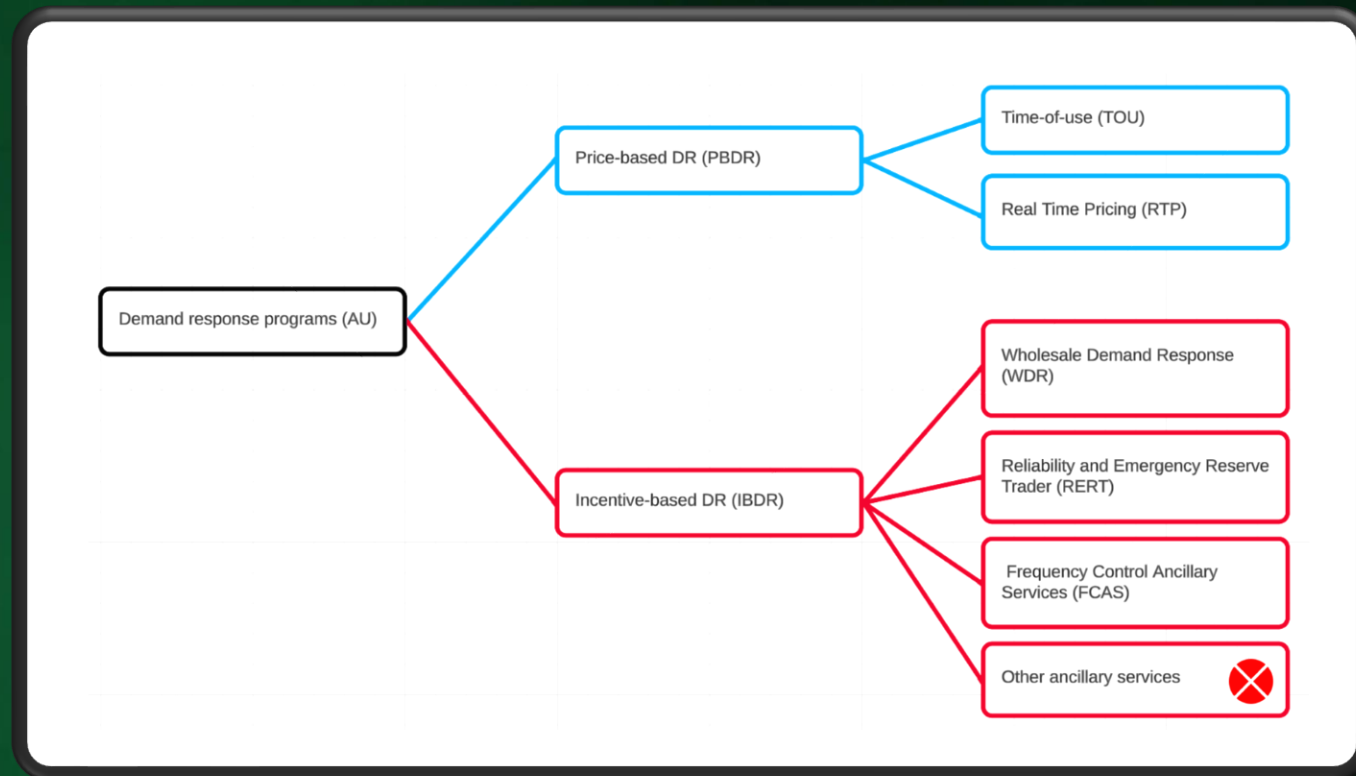 Demand response programs (AU)
Price-based DR (PBDR)
Time-of-use (TOU)
Real Time Pricing (RTP)
Incentive-based DR (IBDR)
Wholesale Demand Response
(WDR)
Reliability and Emergency Reserve
Trader (RERT)
Frequency Control Ancillary
Services (FCAS)
Other ancillary services